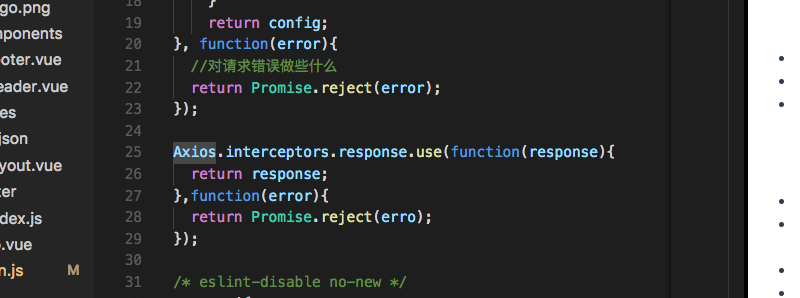 go.png
ponents
oter.vue
eader.vue
es
json
yout.vue
ter
dex.js
.vue
n.js M
18 }
19 return config;
20 }, function(error){
21 //对请求错误做些什么
22 return Promise.reject(error);
23 });
24
25 Axios.interceptors.response.use(function(response){
26 return response;
27 },function(error){
28 return Promise.reject(erro);
29 });
30
31 /* eslint-disable no-new */